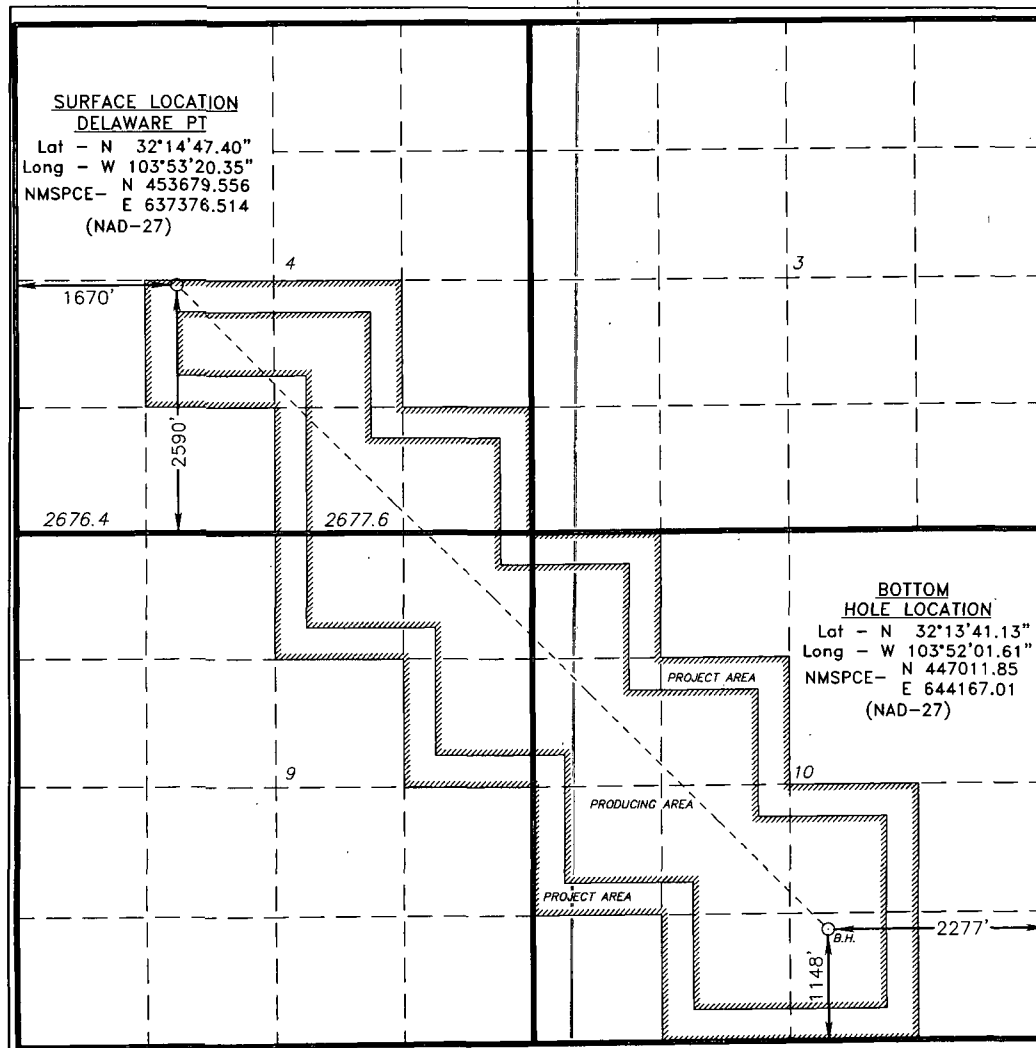 SURFACE LOCATION
DELAWARE PT
Lat - N 32°14'47.40"
Long - W 103°53'20.35"
NMSPCE- N 453679.556
E 637376.514
(NAD-27)
4
3
1670'
2590'
2676.4
2677.6
BOTTOM
HOLE LOCATION
Lat - N 32°13'41.13"
Long - W 103°52'01.61"
NMSPCE- N 447011.85
E 644167.01
(NAD-27)
PROJECT AREA
9
10
PRODUCING AREA
PROJECT AREA
B.H.
2277'
1148'